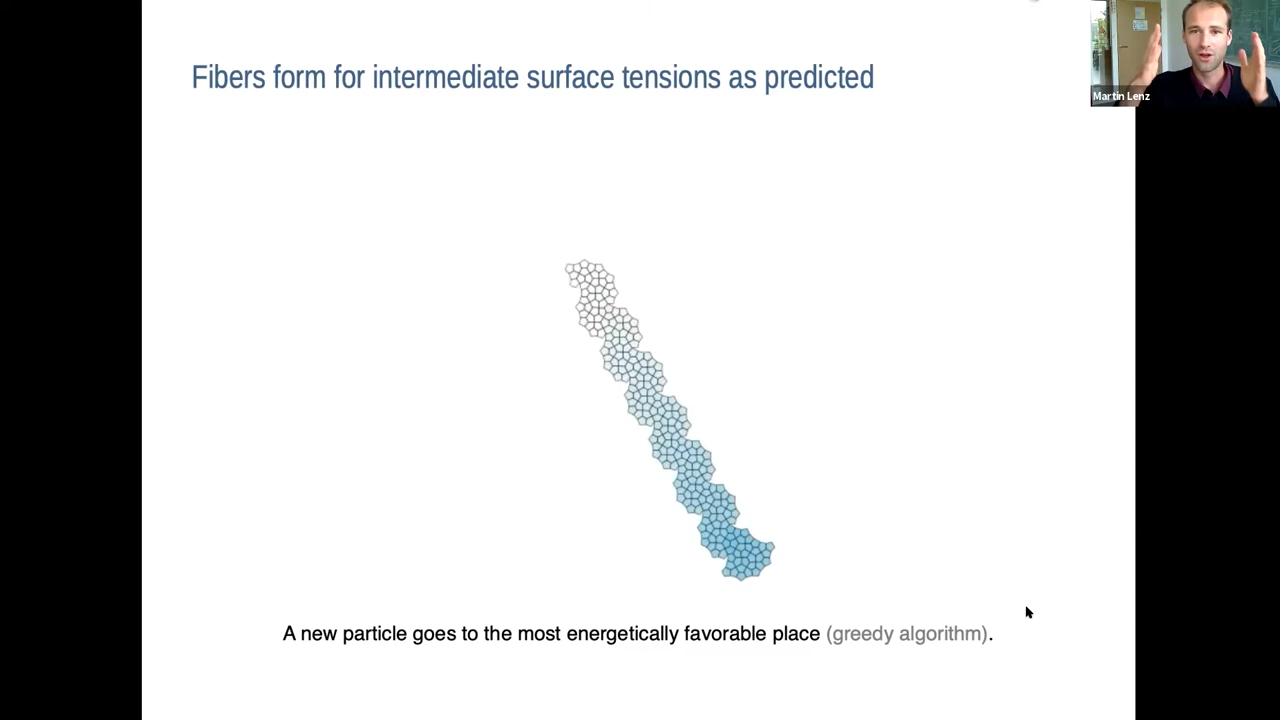 Fibers form for intermediate surface tensions as predicted
Martin Lenz
A new particle goes to the most energetically favorable place (greedy algorithm).